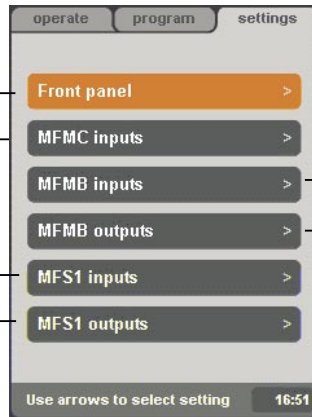 operate program settings
Front panel >
MFMC inputs >
MFMB inputs >
MFMB outputs >
MFS1 inputs >
MFS1 outputs >
Use arrows to select setting 16:51